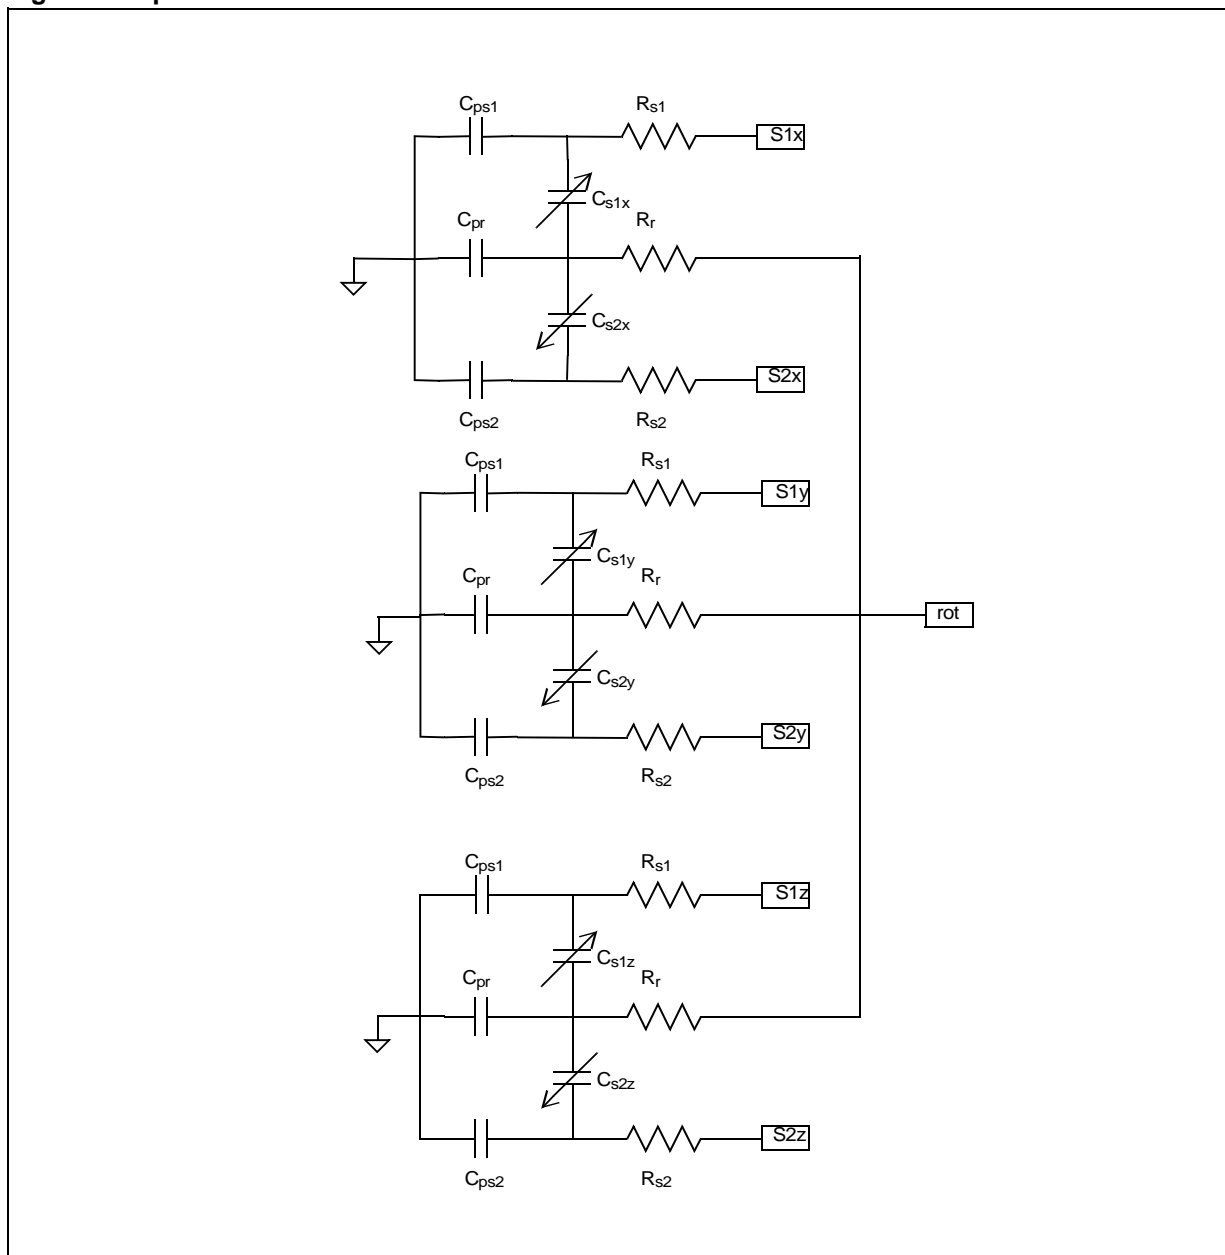 Cps1
Rs1
S1x
Cs1x
Cpr
Rr
Cs2x
S2x
Cps2
Rs2
Cps1
Rs1
S1y
Cs1y
Cpr
Rr
rot
Cs2y
S2y
Cps2
Rs2
Cps1
Rs1
S1z
Cs1z
Cpr
Rr
Cs2z
S2z
Cps2
Rs2